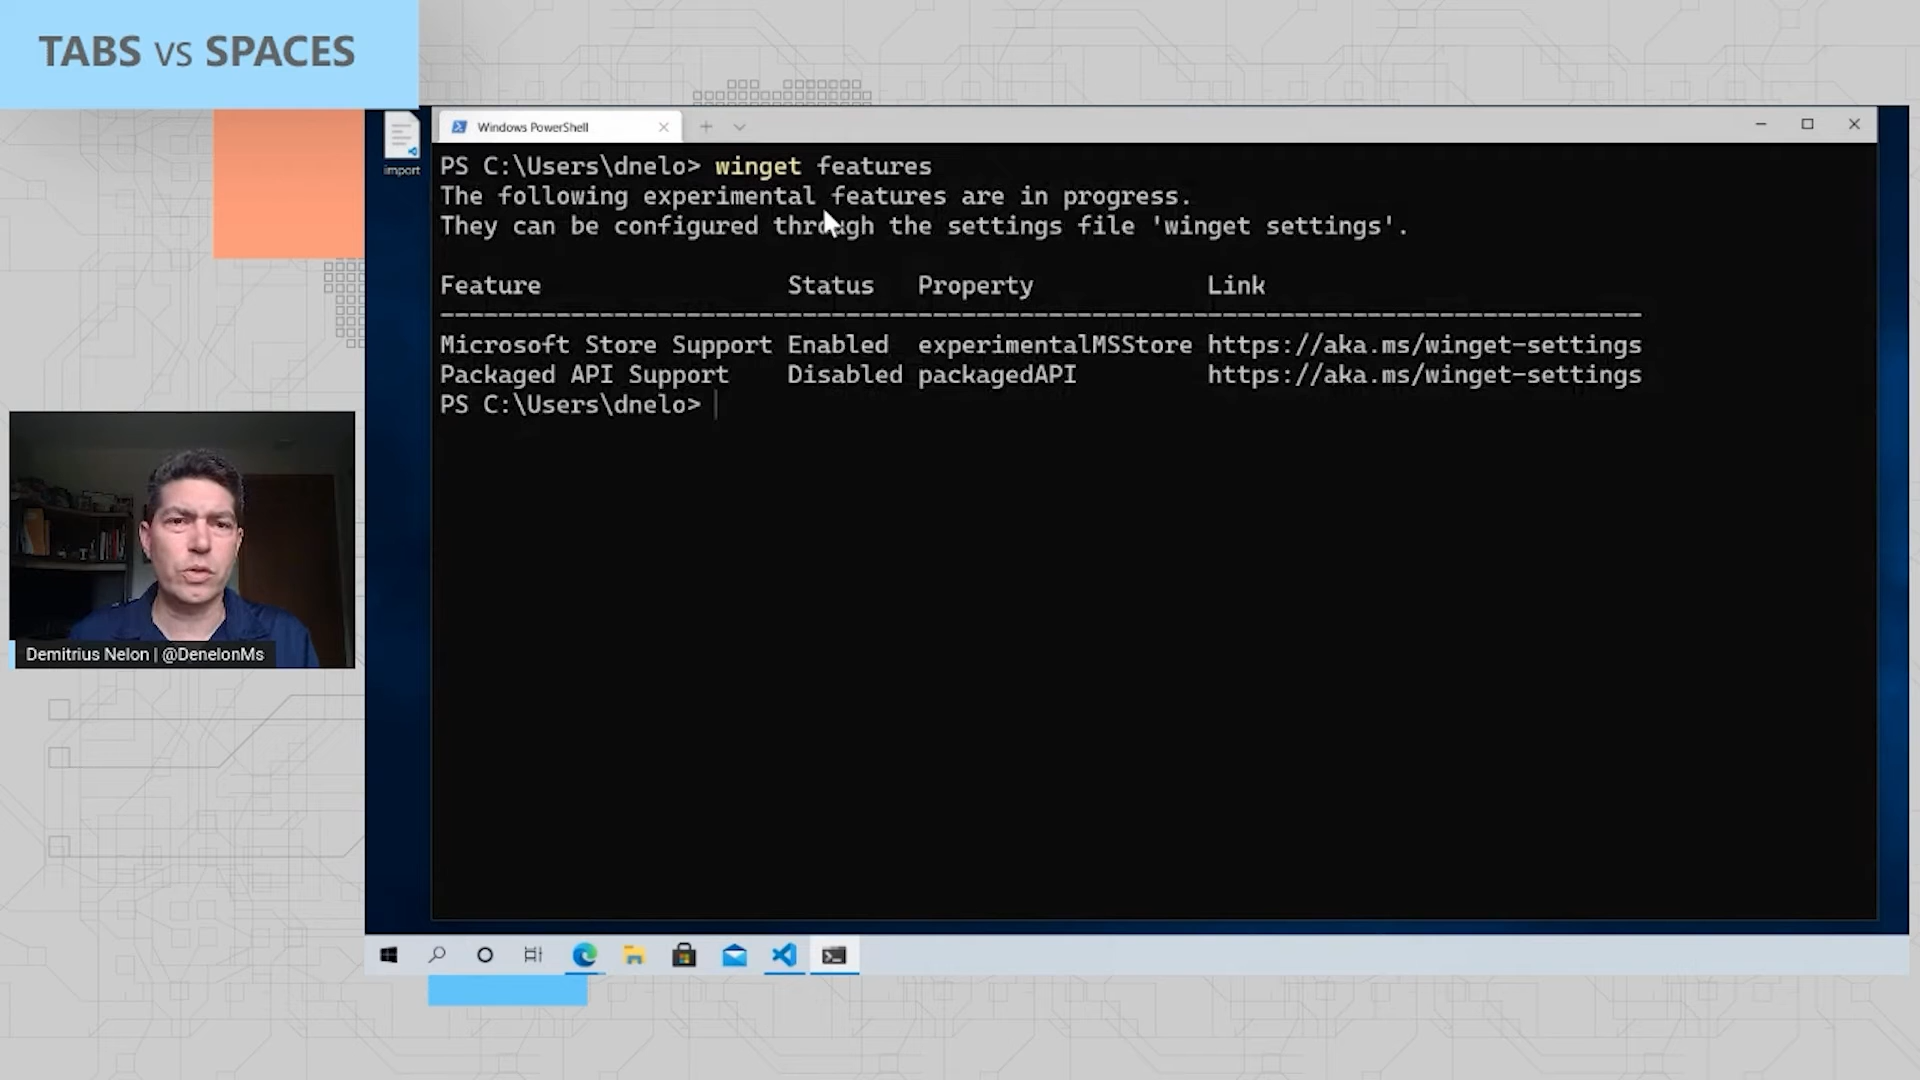 TABS VS SPACES
import
Windows PowerShell
PS C:\Users\dnelo> winget features
The following experimental features are in progress.
They can be configured through the settings file 'winget settings'.
Feature Status Property Link
--------------------------------------------------------------------------------
Microsoft Store Support Enabled experimentalMSStore https://aka.ms/winget-settings
Packaged API Support Disabled packagedAPI https://aka.ms/winget-settings
PS C:\Users\dnelo>
Demitrius Nelon | @DenelonMs